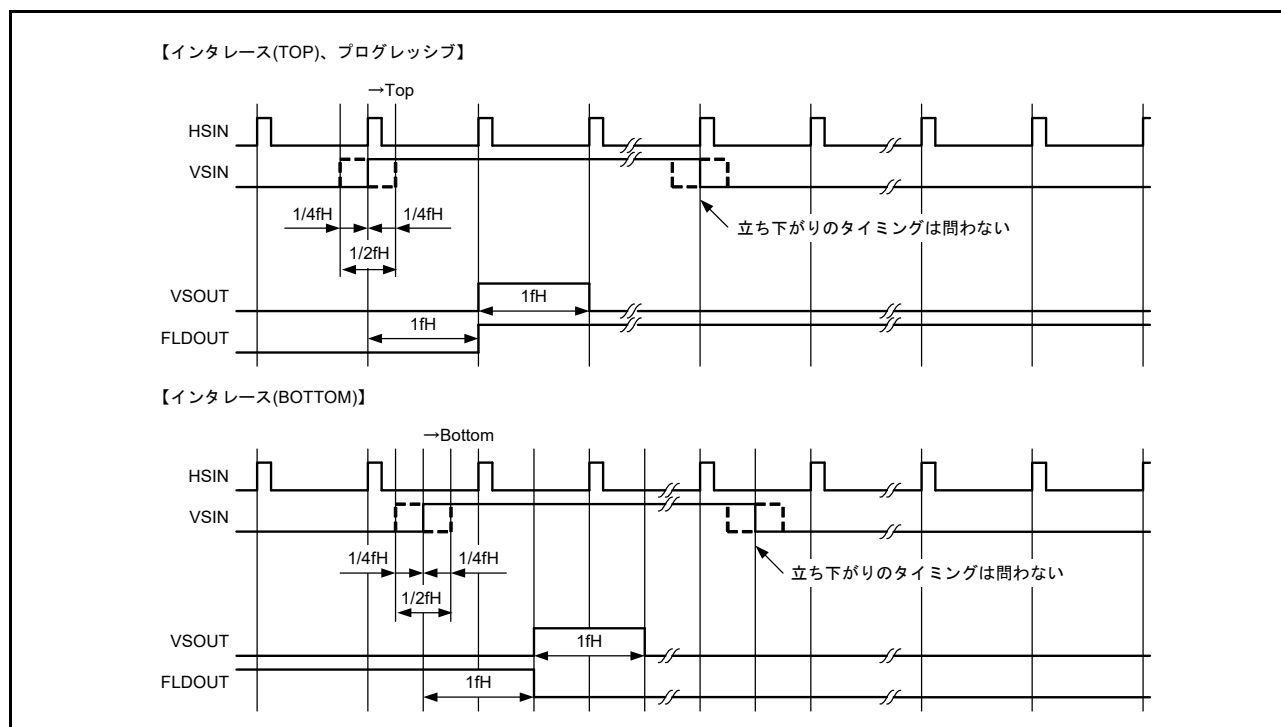 【インタレース(TOP)、プログレッシブ】
→Top
HSIN
VSIN
1/4fH
1/4fH
立ち下がりのタイミングは問わない
1/2fH
VSOUT
1fH
1fH
FLDOUT
【インタレース(BOTTOM)】
→Bottom
HSIN
VSIN
1/4fH
1/4fH
立ち下がりのタイミングは問わない
1/2fH
VSOUT
1fH
FLDOUT
1fH